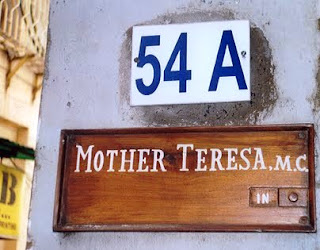 54 A
MOTHER TERESA, M.C.
IN
B